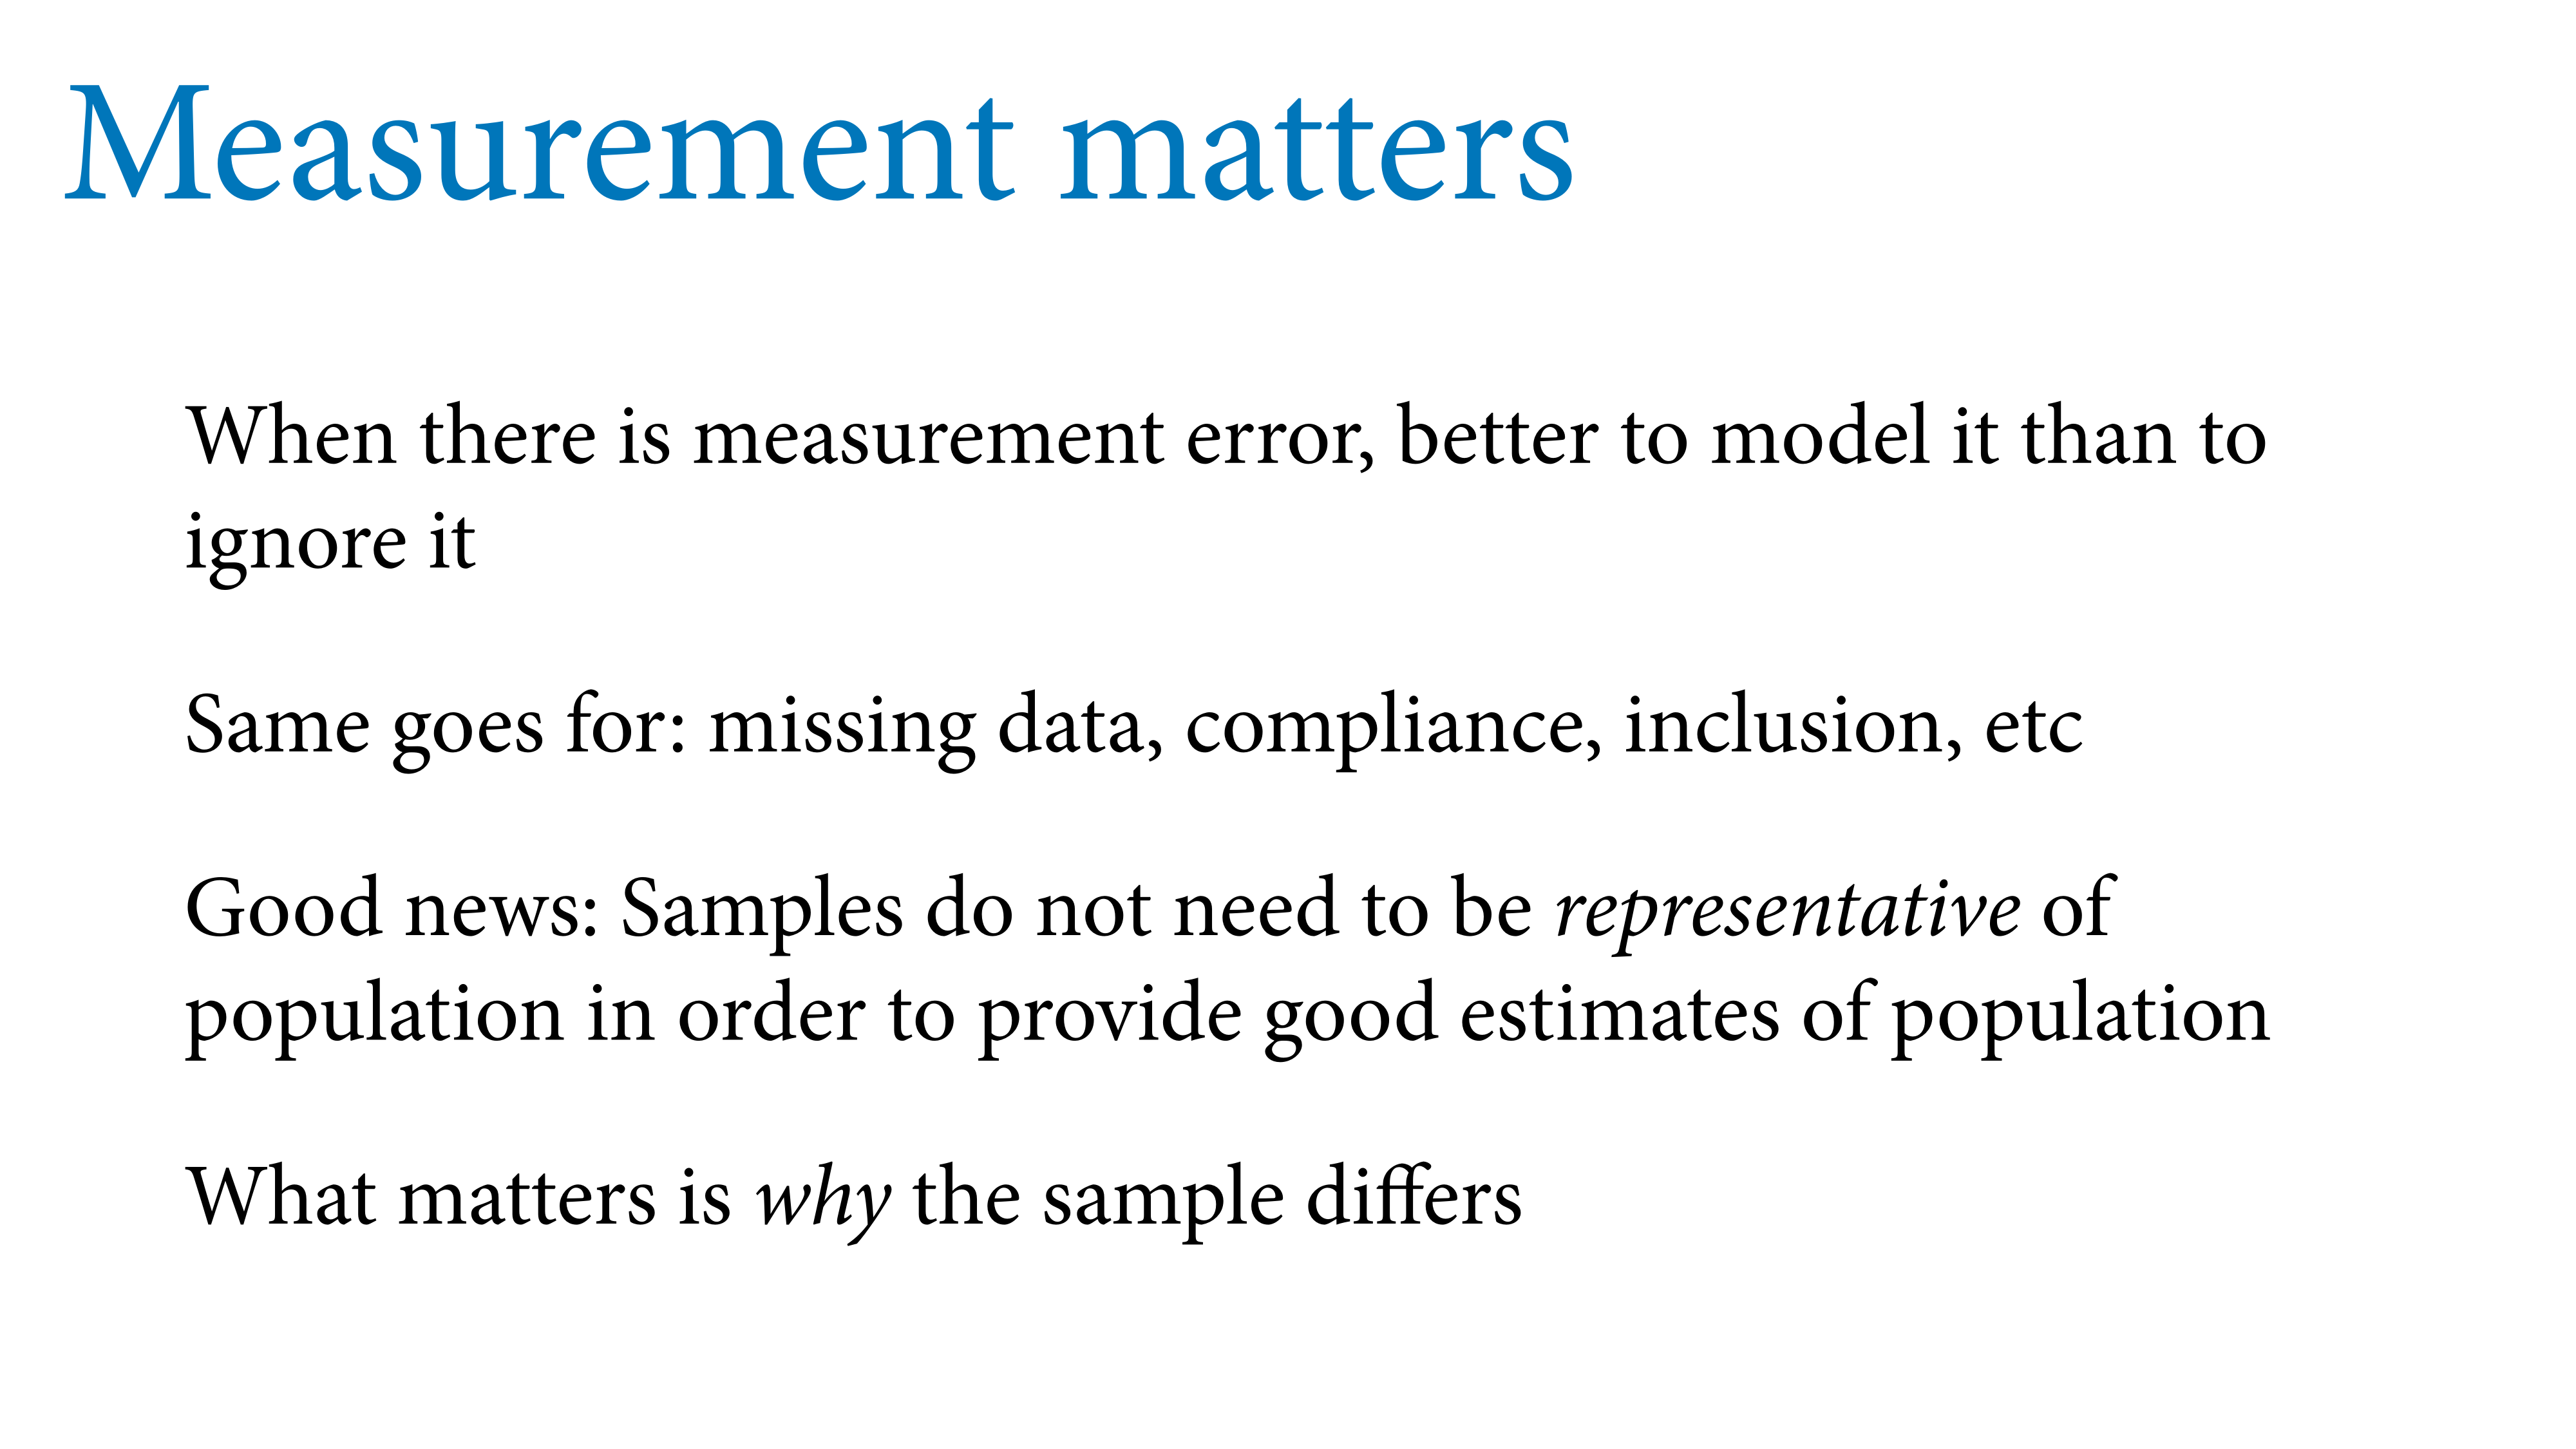 Measurement matters
When there is measurement error, better to model it than to
ignore it
Same goes for: missing data, compliance, inclusion, etc
Good news: Samples do not need to be representative of
population in order to provide good estimates of population
What matters is why the sample differs